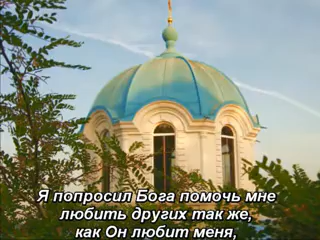 Я попросил Бога помочь мне
любить других так же,
как Он любит меня,